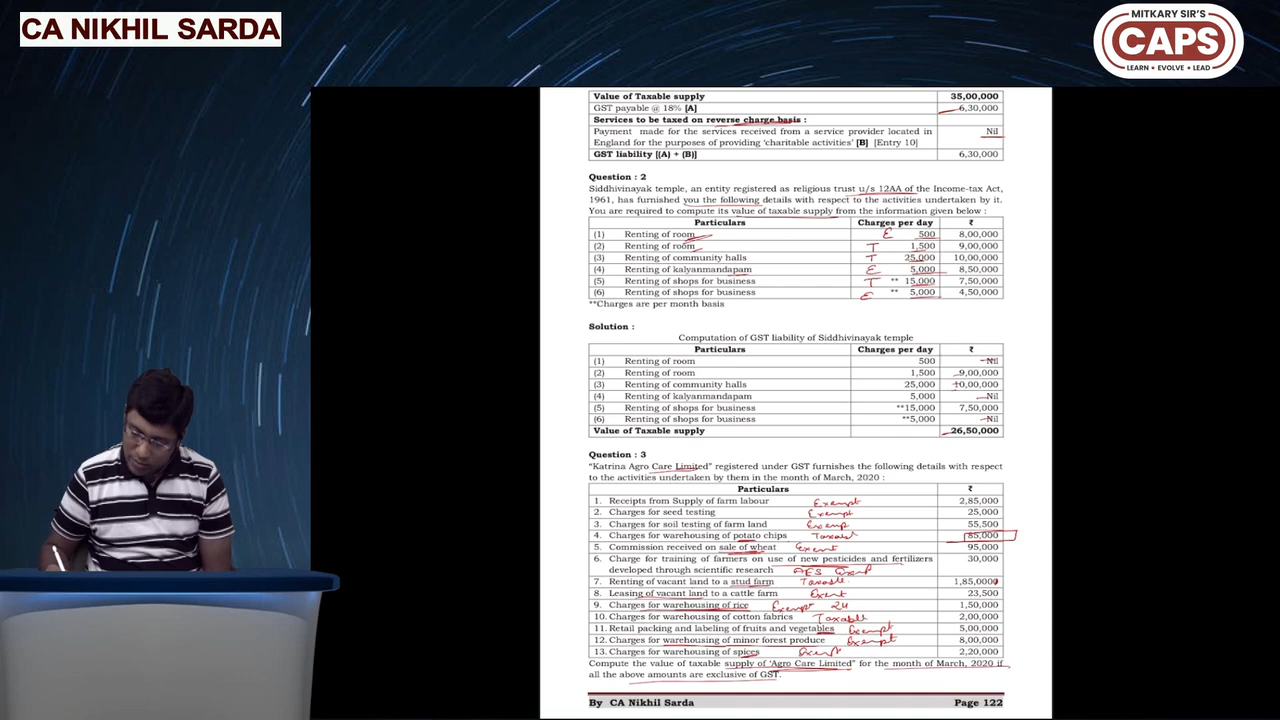 CA NIKHIL SARDA
MITKARY SIR'S
CAPS
LEARN • EVOLVE • LEAD
Value of Taxable supply 35,00,000
GST payable @ 18% [A] 6,30,000
Services to be taxed on reverse charge basis :
Payment made for the services received from a service provider located in Nil
England for the purposes of providing 'charitable activities' [B] [Entry 10]
GST liability [(A) + (B)] 6,30,000
Question : 2
Siddhivinayak temple, an entity registered as religious trust u/s 12AA of the Income-tax Act,
1961, has furnished you the following details with respect to the activities undertaken by it.
You are required to compute its value of taxable supply from the information given below :
Particulars Charges per day ₹
(1) Renting of room E 500 8,00,000
(2) Renting of room T 1,500 9,00,000
(3) Renting of community halls T 25,000 10,00,000
(4) Renting of kalyanmandapam E 5,000 8,50,000
(5) Renting of shops for business T ** 15,000 7,50,000
(6) Renting of shops for business E ** 5,000 4,50,000
**Charges are per month basis
Solution :
Computation of GST liability of Siddhivinayak temple
Particulars Charges per day ₹
(1) Renting of room 500 Nil
(2) Renting of room 1,500 9,00,000
(3) Renting of community halls 25,000 10,00,000
(4) Renting of kalyanmandapam 5,000 Nil
(5) Renting of shops for business **15,000 7,50,000
(6) Renting of shops for business **5,000 Nil
Value of Taxable supply 26,50,000
Question : 3
"Katrina Agro Care Limited" registered under GST furnishes the following details with respect
to the activities undertaken by them in the month of March, 2020 :
Particulars ₹
1. Receipts from Supply of farm labour Exempt 2,85,000
2. Charges for seed testing Exempt 25,000
3. Charges for soil testing of farm land Exemp 55,500
4. Charges for warehousing of potato chips Taxabl 85,000
5. Commission received on sale of wheat Exempt 95,000
6. Charge for training of farmers on use of new pesticides and fertilizers 30,000
developed through scientific research AES Exempt
7. Renting of vacant land to a stud farm Taxable 1,85,000
8. Leasing of vacant land to a cattle farm Exempt 23,500
9. Charges for warehousing of rice Exempt 24 1,50,000
10. Charges for warehousing of cotton fabrics Taxable 2,00,000
11. Retail packing and labeling of fruits and vegetables Exempt 5,00,000
12. Charges for warehousing of minor forest produce Exempt 8,00,000
13. Charges for warehousing of spices Exempt 2,20,000
Compute the value of taxable supply of 'Agro Care Limited" for the month of March, 2020 if
all the above amounts are exclusive of GST.
By CA Nikhil Sarda Page 122